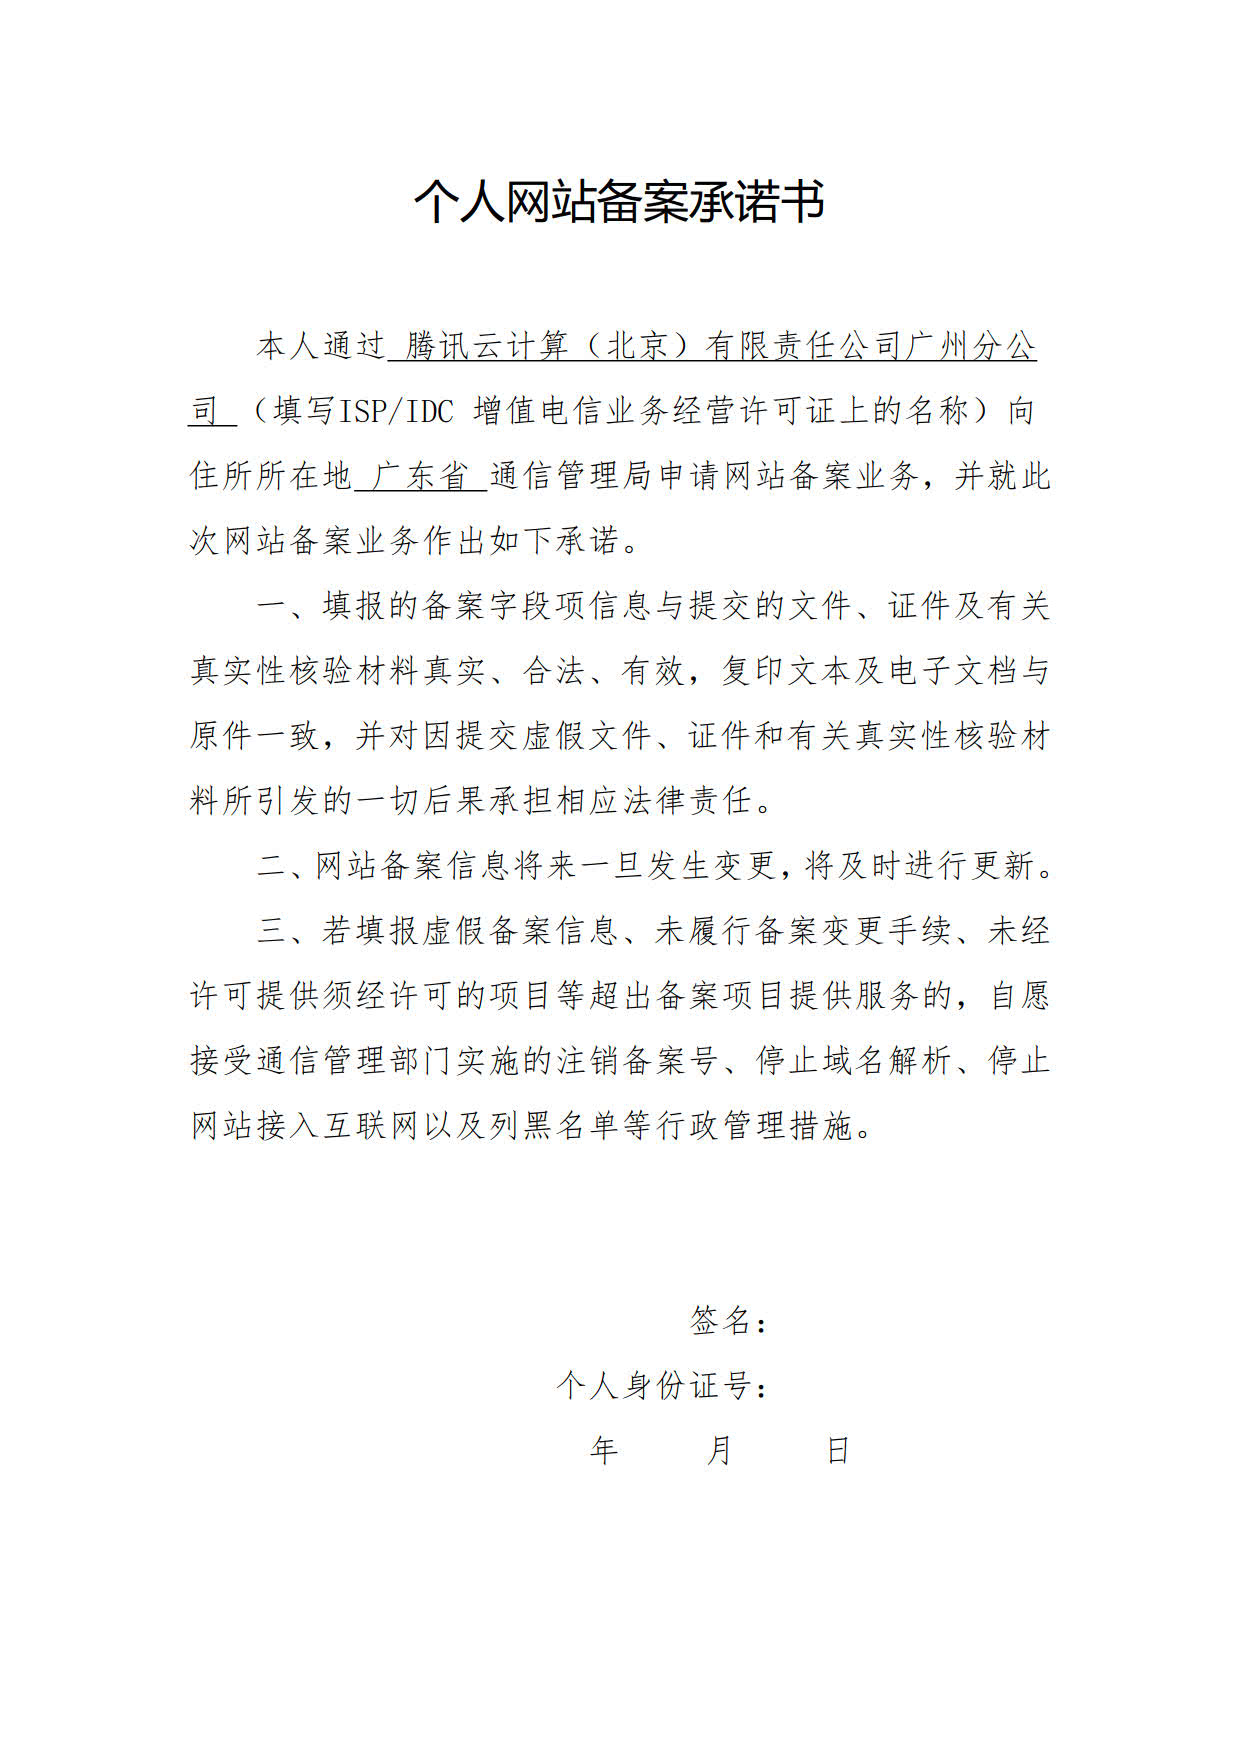 个人网站备案承诺书
本人通过 腾讯云计算（北京）有限责任公司广州分公
司 （填写ISP/IDC 增值电信业务经营许可证上的名称）向
住所所在地 广东省 通信管理局申请网站备案业务，并就此
次网站备案业务作出如下承诺。
一、填报的备案字段项信息与提交的文件、证件及有关
真实性核验材料真实、合法、有效，复印文本及电子文档与
原件一致，并对因提交虚假文件、证件和有关真实性核验材
料所引发的一切后果承担相应法律责任。
二、网站备案信息将来一旦发生变更，将及时进行更新。
三、若填报虚假备案信息、未履行备案变更手续、未经
许可提供须经许可的项目等超出备案项目提供服务的，自愿
接受通信管理部门实施的注销备案号、停止域名解析、停止
网站接入互联网以及列黑名单等行政管理措施。
签名：
个人身份证号：
年 月 日